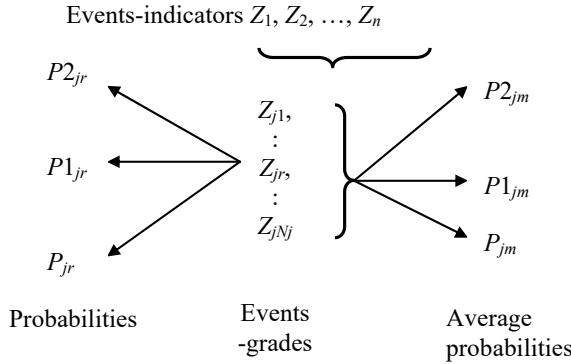 Events-indicators Z1, Z2, …, Zn
P2jr
P1jr
Pjr
Zj1,
⋮
Zjr,
⋮
ZjNj
P2jm
P1jm
Pjm
Probabilities
Events
-grades
Average
probabilities